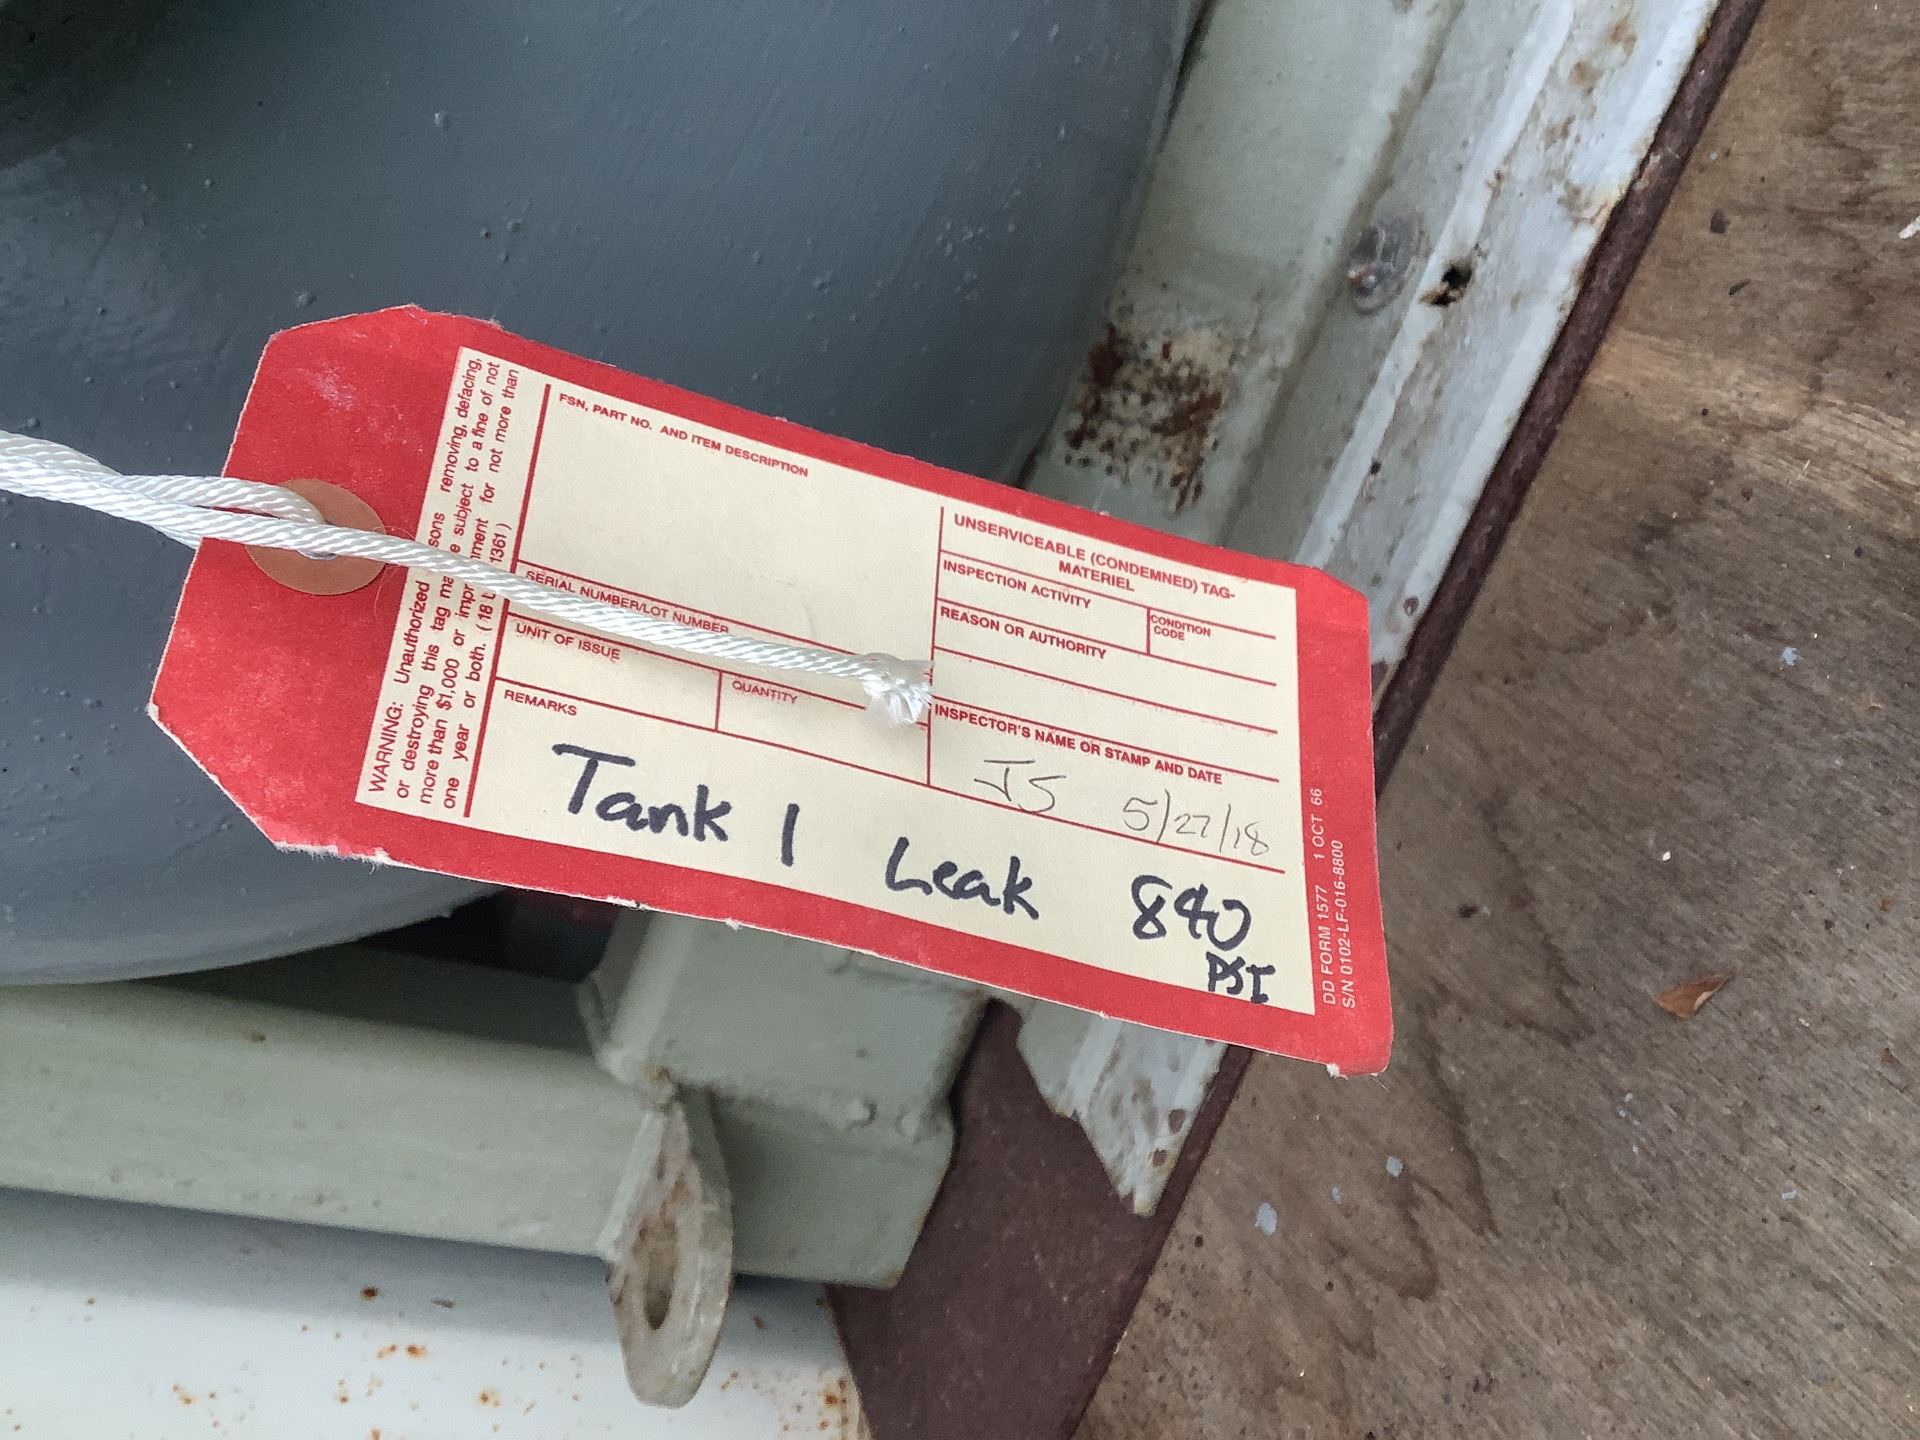 WARNING: Unauthorized
removing, defacing,
or destroying this tag
subject to a fine of not
more than $1,000 or
for not more than
one year or both. (18
1361)
FSN, PART NO. AND ITEM DESCRIPTION
SERIAL NUMBER/LOT NUMBER
UNIT OF ISSUE
QUANTITY
UNSERVICEABLE (CONDEMNED) TAG-
MATERIEL
INSPECTION ACTIVITY
CONDITION
CODE
REASON OR AUTHORITY
INSPECTOR'S NAME OR STAMP AND DATE
JS 5/27/18
REMARKS
Tank 1 Leak 840
PSI
DD FORM 1577 1 OCT 66
S/N 0102-LF-016-8800